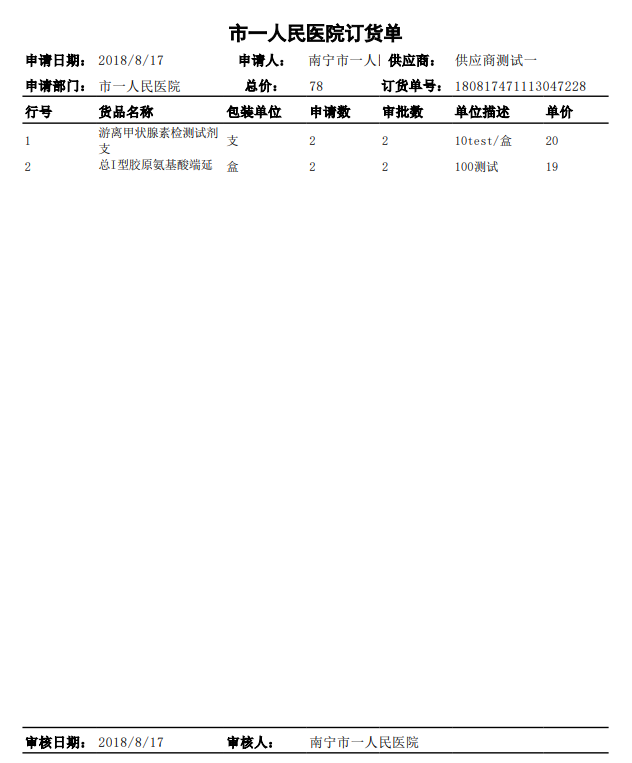 市一人民医院订货单
申请日期： 2018/8/17 申请人： 南宁市一人 供应商： 供应商测试一
申请部门： 市一人民医院 总价： 78 订货单号： 180817471113047228
行号 货品名称 包装单位 申请数 审批数 单位描述 单价
1 游离甲状腺素检测试剂 支 2 2 10test/盒 20
支
2 总I型胶原氨基酸端延 盒 2 2 100测试 19
审核日期： 2018/8/17 审核人： 南宁市一人民医院